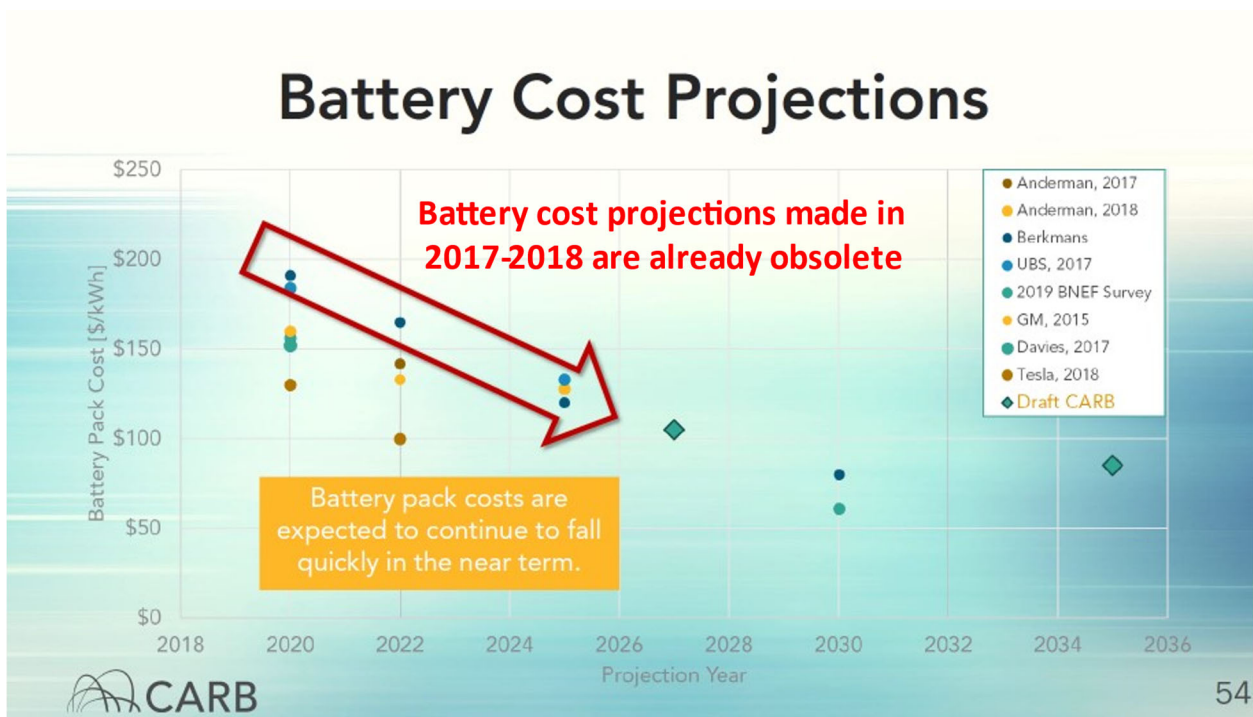 Battery Cost Projections
$250
$200
$150
$100
$50
$0
Battery Pack Cost [$/kWh]
Battery cost projections made in
2017-2018 are already obsolete
Anderman, 2017
Anderman, 2018
Berkmans
UBS, 2017
2019 BNEF Survey
GM, 2015
Davies, 2017
Tesla, 2018
Draft CARB
Battery pack costs are
expected to continue to fall
quickly in the near term.
2018 2020 2022 2024 2026 2028 2030 2032 2034 2036
Projection Year
CARB
54